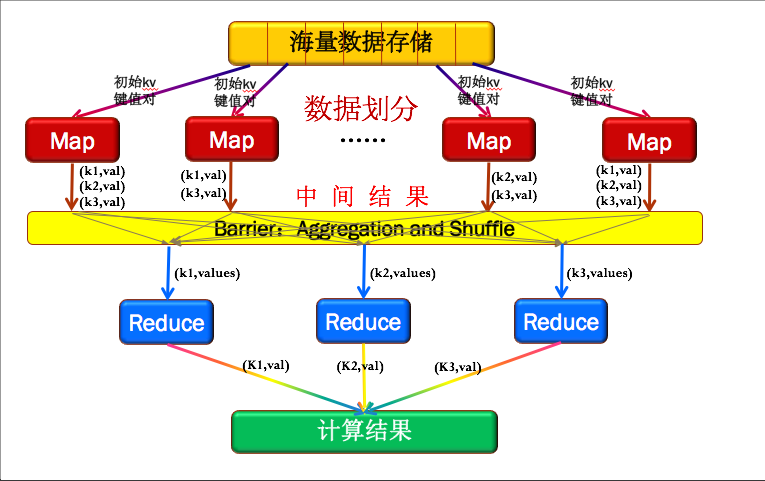 海量数据存储
初始kv
键值对
初始kv
键值对
初始kv
键值对
初始kv
键值对
数据划分
······
Map
Map
Map
Map
(k1,val)
(k2,val)
(k3,val)
(k1,val)
(k3,val)
(k2,val)
(k3,val)
(k1,val)
(k2,val)
(k3,val)
中 间 结 果
Barrier：Aggregation and Shuffle
(k1,values)
(k2,values)
(k3,values)
Reduce
Reduce
Reduce
(K1,val)
(K2,val)
(K3,val)
计算结果